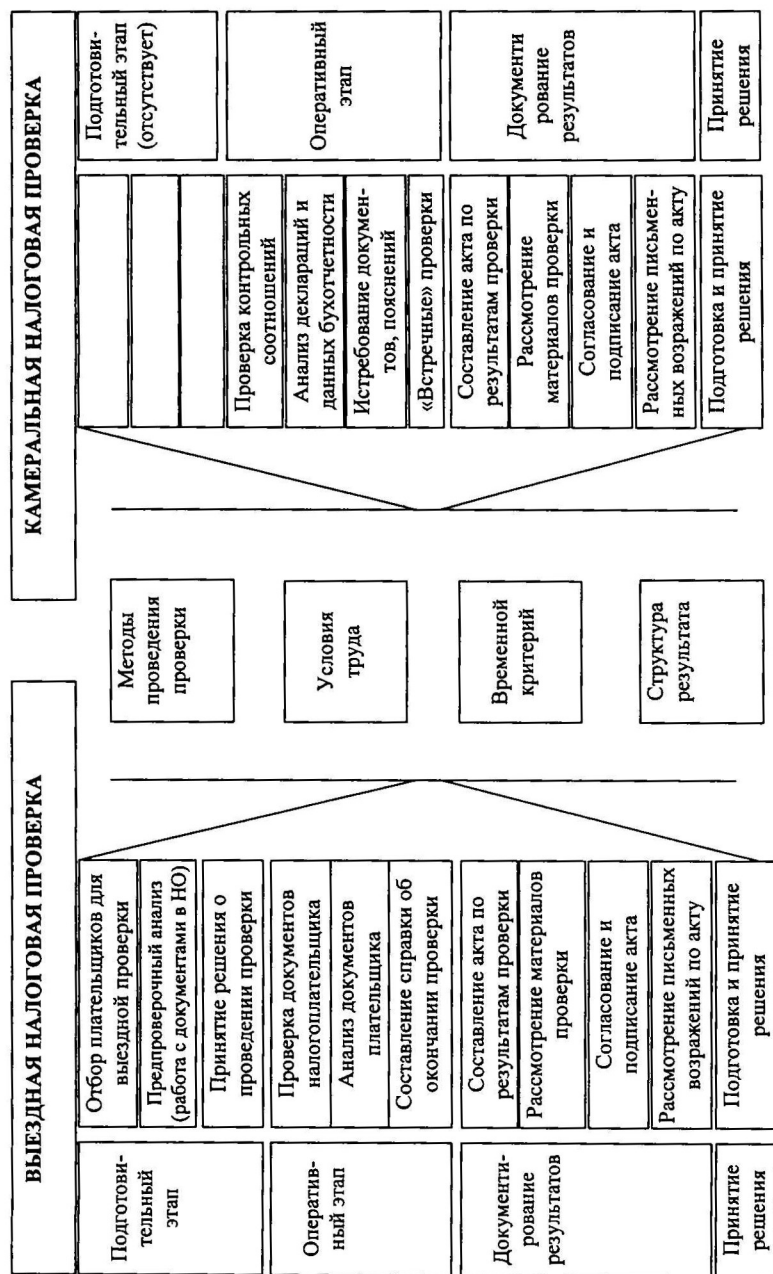 ВЫЕЗДНАЯ НАЛОГОВАЯ ПРОВЕРКА
Подготови-
тельный
этап
Отбор плательщиков для
выездной проверки
Предпроверочный анализ
(работа с документами в НО)
Принятие решения о
проведении проверки
Оператив-
ный этап
Проверка документов
налогоплательщика
Анализ документов
плательщика
Составление справки об
окончании проверки
Документи-
рование
результатов
Составление акта по
результатам проверки
Рассмотрение материалов
проверки
Согласование и
подписание акта
Рассмотрение письменных
возражений по акту
Принятие
решения
Подготовка и принятие
решения
Методы
проведения
проверки
Условия
труда
Временной
критерий
Структура
результата
КАМЕРАЛЬНАЯ НАЛОГОВАЯ ПРОВЕРКА
Подготови-
тельный этап
(отсутствует)
Проверка контрольных
соотношений
Анализ деклараций и
данных бухотчетности
Истребование докумен-
тов, пояснений
«Встречные» проверки
Оперативный
этап
Составление акта по
результатам проверки
Рассмотрение
материалов проверки
Согласование и
подписание акта
Рассмотрение письмен-
ных возражений по акту
Документи
рование
результатов
Подготовка и принятие
решения
Принятие
решения